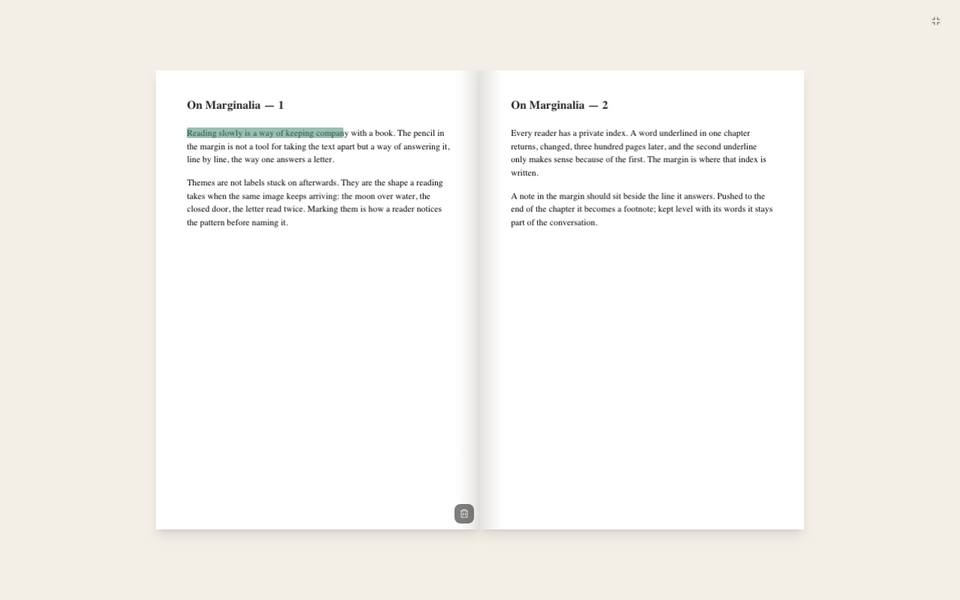 On Marginalia — 1
Reading slowly is a way of keeping company with a book. The pencil in
the margin is not a tool for taking the text apart but a way of answering it,
line by line, the way one answers a letter.
Themes are not labels stuck on afterwards. They are the shape a reading
takes when the same image keeps arriving: the moon over water, the
closed door, the letter read twice. Marking them is how a reader notices
the pattern before naming it.
On Marginalia — 2
Every reader has a private index. A word underlined in one chapter
returns, changed, three hundred pages later, and the second underline
only makes sense because of the first. The margin is where that index is
written.
A note in the margin should sit beside the line it answers. Pushed to the
end of the chapter it becomes a footnote; kept level with its words it stays
part of the conversation.